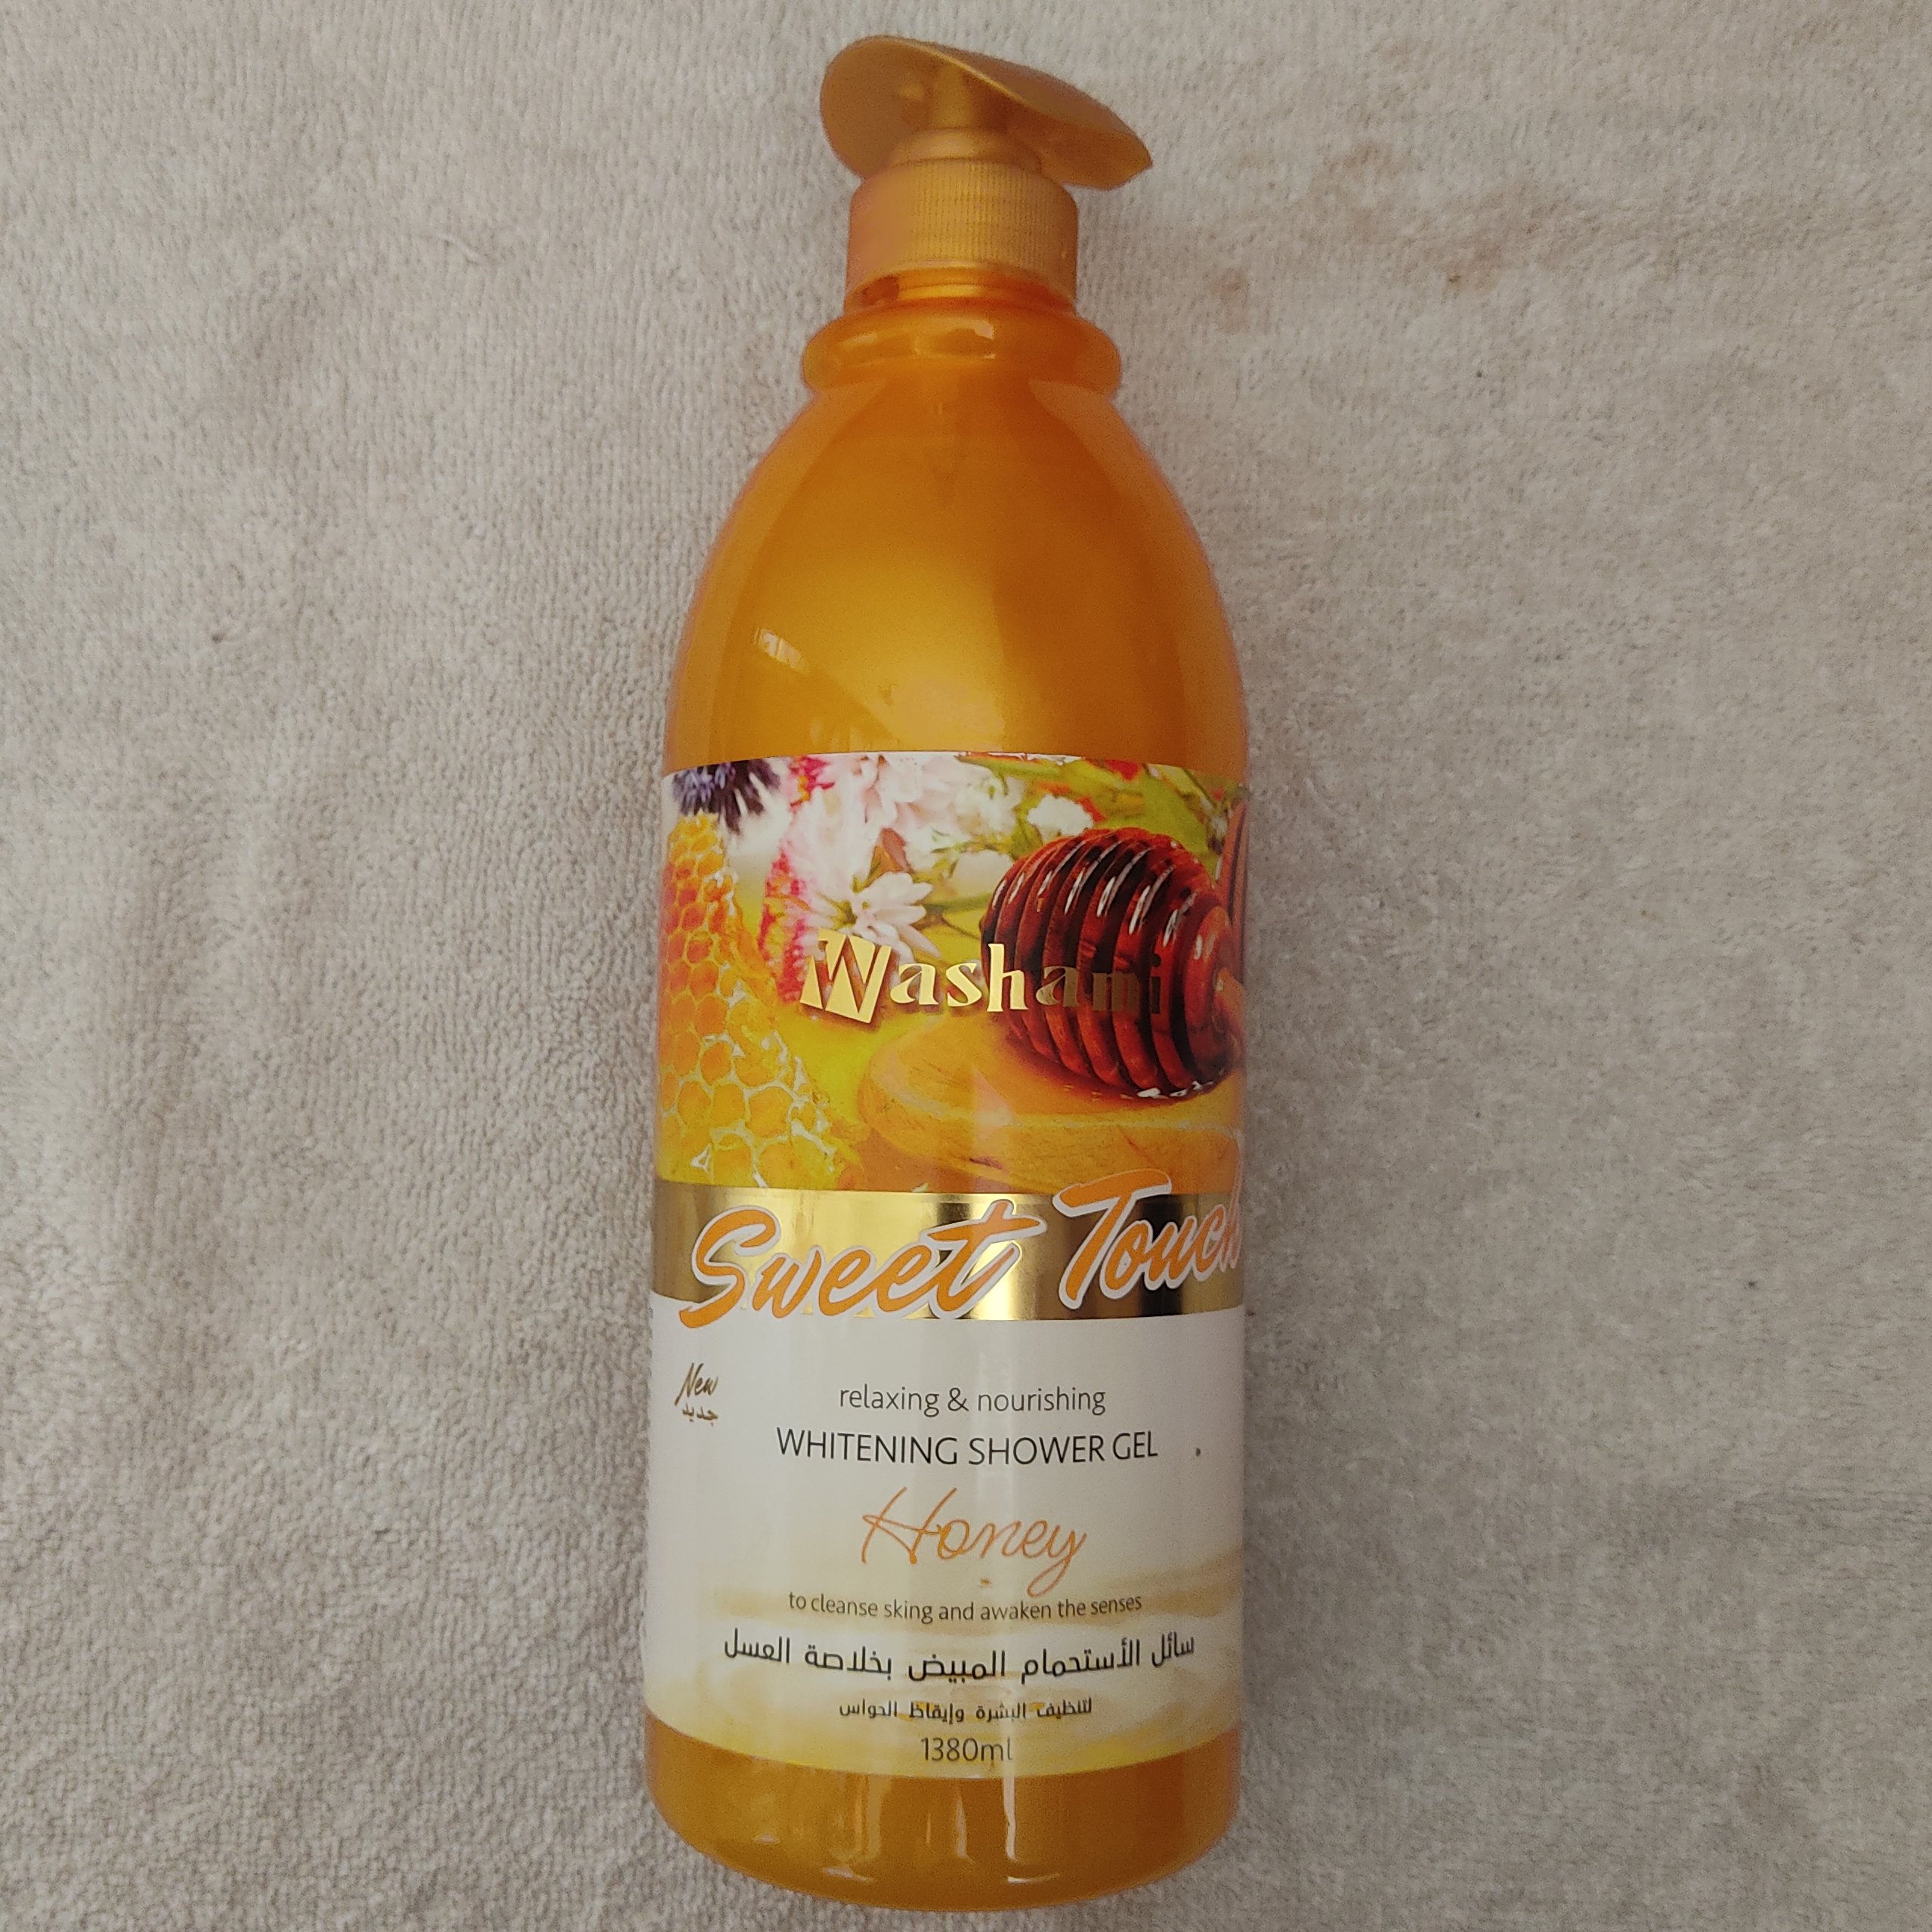 Washami
Sweet Touch
New
جديد
relaxing & nourishing
WHITENING SHOWER GEL
Honey
to cleanse sking and awaken the senses
سائل الأستحمام المبيض بخلاصة العسل
لتنظيف البشرة وإيقاظ الحواس
1380ml